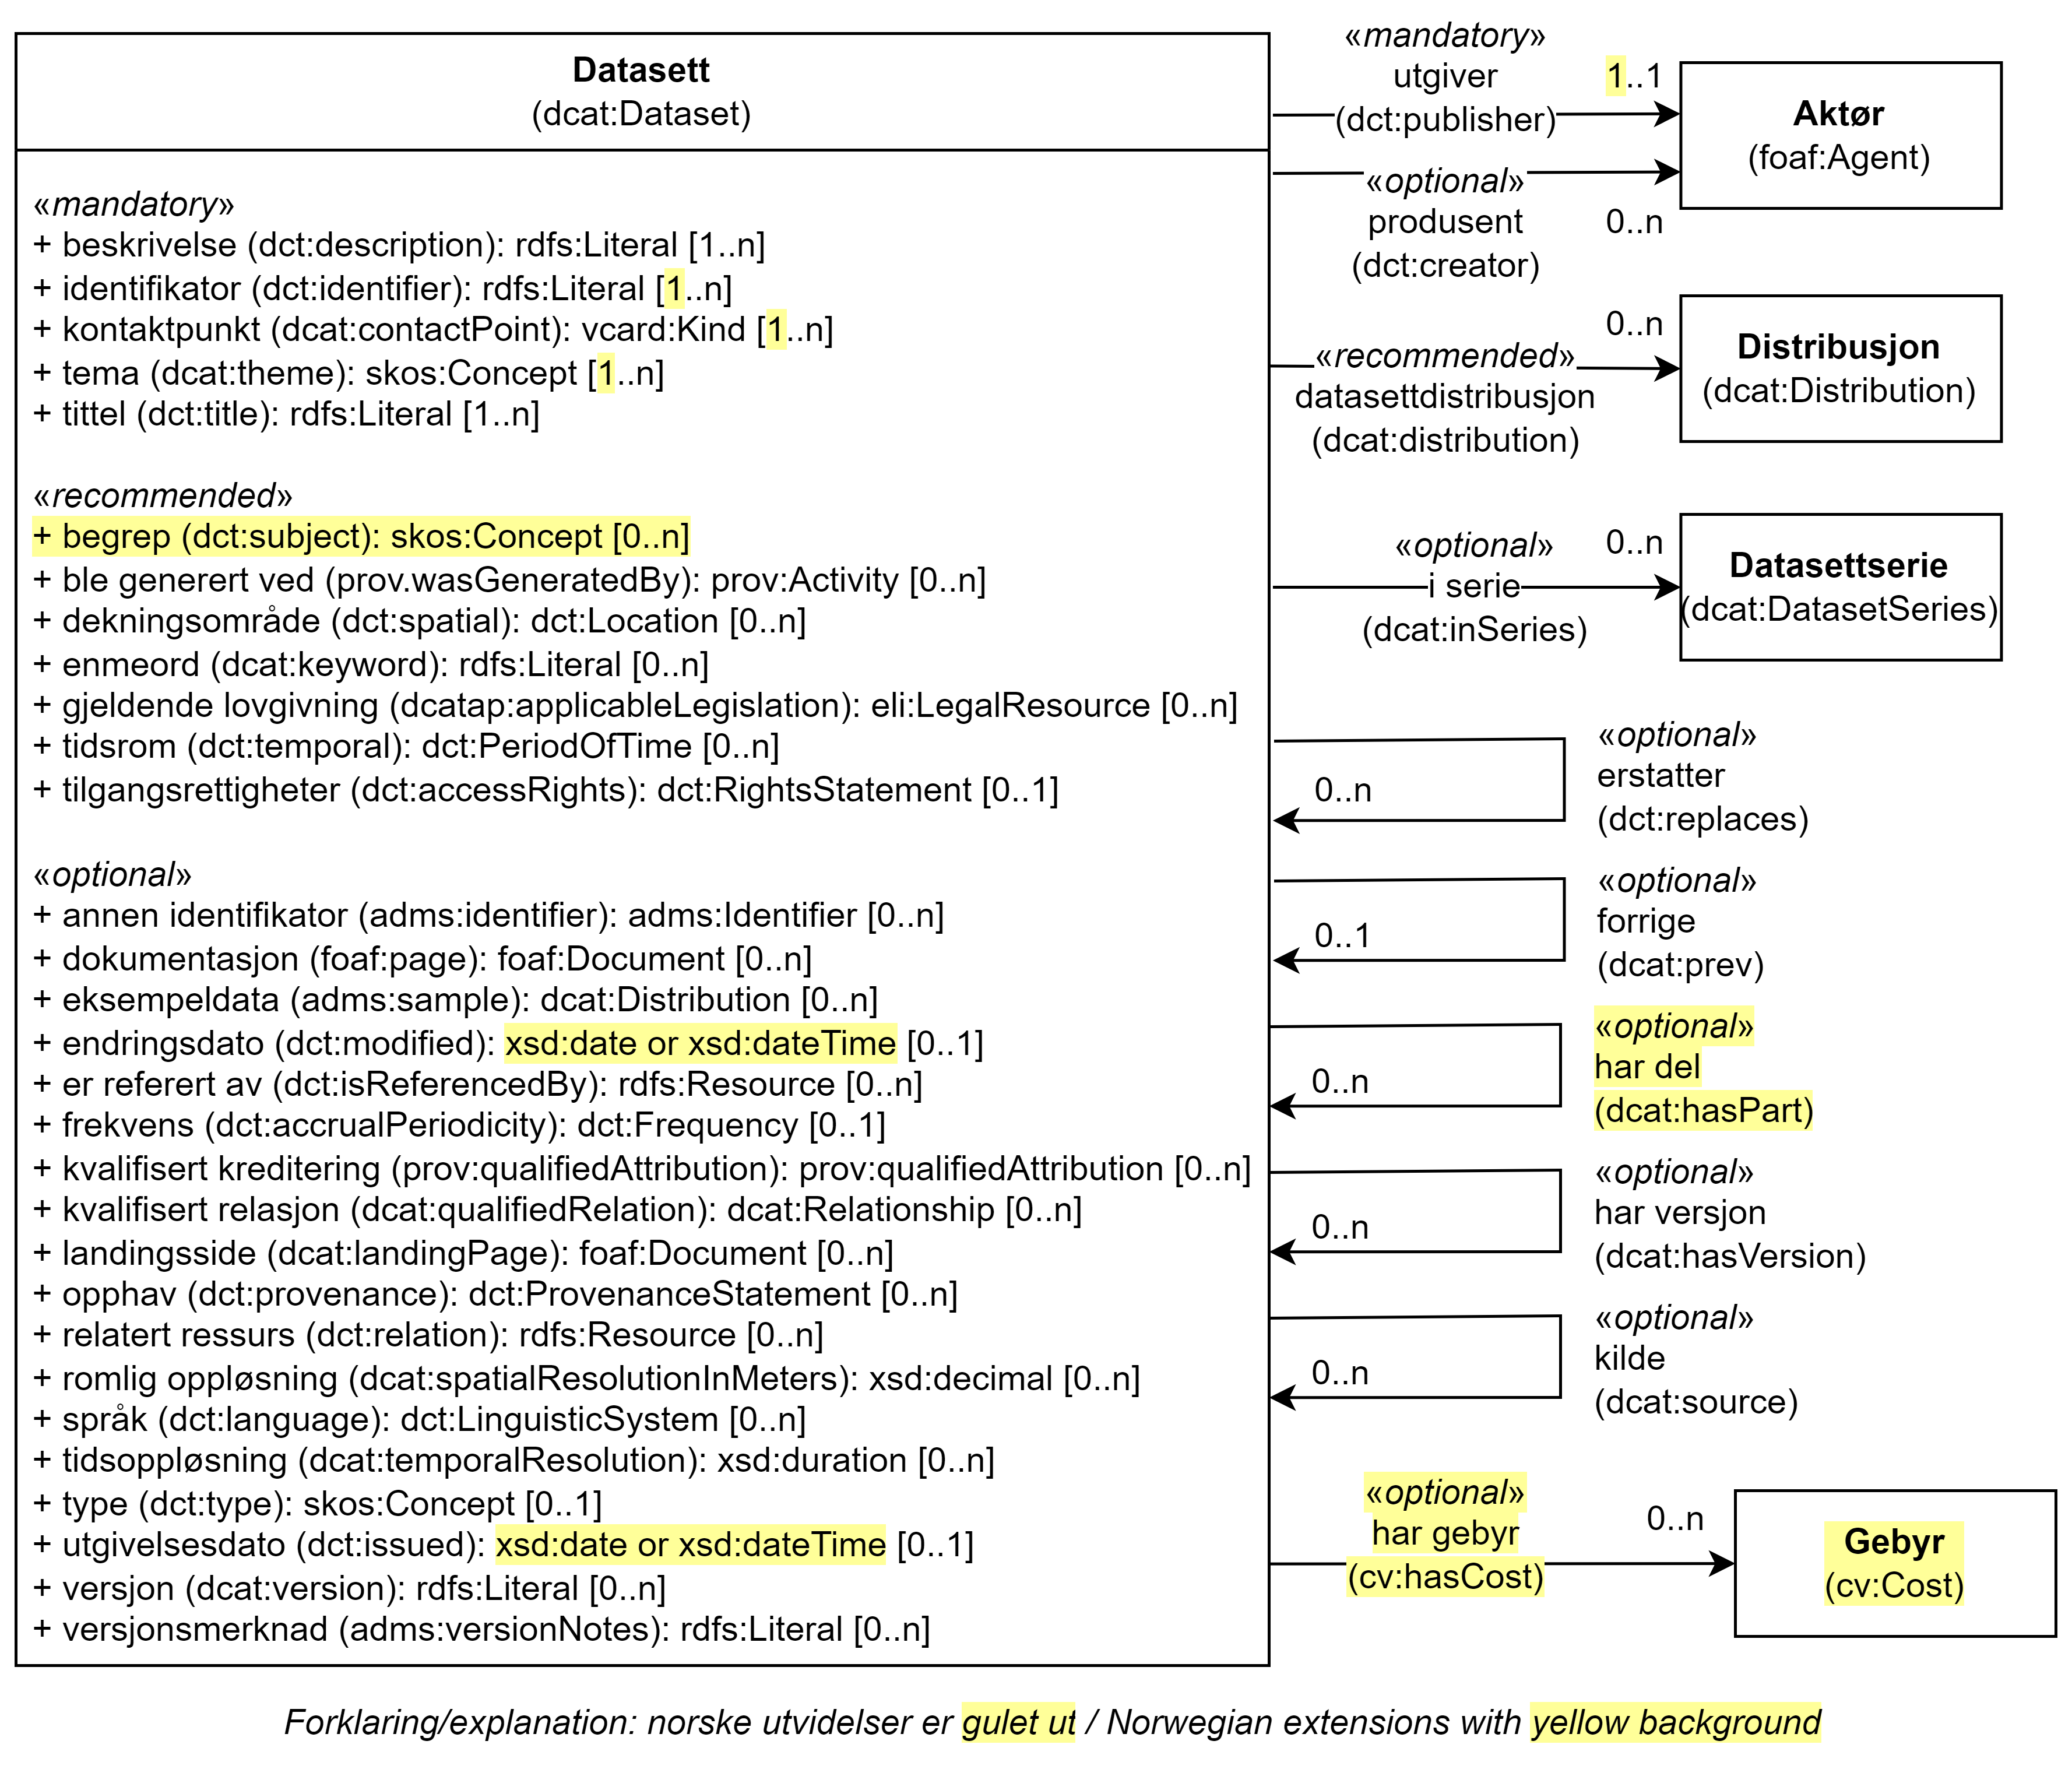 Datasett
(dcat:Dataset)
«mandatory»
+ beskrivelse (dct:description): rdfs:Literal [1..n]
+ identifikator (dct:identifier): rdfs:Literal [1..n]
+ kontaktpunkt (dcat:contactPoint): vcard:Kind [1..n]
+ tema (dcat:theme): skos:Concept [1..n]
+ tittel (dct:title): rdfs:Literal [1..n]
«recommended»
+ begrep (dct:subject): skos:Concept [0..n]
+ ble generert ved (prov.wasGeneratedBy): prov:Activity [0..n]
+ dekningsområde (dct:spatial): dct:Location [0..n]
+ enmeord (dcat:keyword): rdfs:Literal [0..n]
+ gjeldende lovgivning (dcatap:applicableLegislation): eli:LegalResource [0..n]
+ tidsrom (dct:temporal): dct:PeriodOfTime [0..n]
+ tilgangsrettigheter (dct:accessRights): dct:RightsStatement [0..1]
«optional»
+ annen identifikator (adms:identifier): adms:Identifier [0..n]
+ dokumentasjon (foaf:page): foaf:Document [0..n]
+ eksempeldata (adms:sample): dcat:Distribution [0..n]
+ endringsdato (dct:modified): xsd:date or xsd:dateTime [0..1]
+ er referert av (dct:isReferencedBy): rdfs:Resource [0..n]
+ frekvens (dct:accrualPeriodicity): dct:Frequency [0..1]
+ kvalifisert kreditering (prov:qualifiedAttribution): prov:qualifiedAttribution [0..n]
+ kvalifisert relasjon (dcat:qualifiedRelation): dcat:Relationship [0..n]
+ landingsside (dcat:landingPage): foaf:Document [0..n]
+ opphav (dct:provenance): dct:ProvenanceStatement [0..n]
+ relatert ressurs (dct:relation): rdfs:Resource [0..n]
+ romlig oppløsning (dcat:spatialResolutionInMeters): xsd:decimal [0..n]
+ språk (dct:language): dct:LinguisticSystem [0..n]
+ tidsoppløsning (dcat:temporalResolution): xsd:duration [0..n]
+ type (dct:type): skos:Concept [0..1]
+ utgivelsesdato (dct:issued): xsd:date or xsd:dateTime [0..1]
+ versjon (dcat:version): rdfs:Literal [0..n]
+ versjonsmerknad (adms:versionNotes): rdfs:Literal [0..n]
«mandatory»
utgiver
(dct:publisher)
1..1
Aktør
(foaf:Agent)
«optional»
produsent
(dct:creator)
0..n
«recommended»
datasettdistribusjon
(dcat:distribution)
0..n
Distribusjon
(dcat:Distribution)
«optional»
i serie
(dcat:inSeries)
0..n
Datasettserie
(dcat:DatasetSeries)
0..n
«optional»
erstatter
(dct:replaces)
0..1
«optional»
forrige
(dcat:prev)
0..n
«optional»
har del
(dcat:hasPart)
0..n
«optional»
har versjon
(dcat:hasVersion)
0..n
«optional»
kilde
(dcat:source)
«optional»
har gebyr
(cv:hasCost)
0..n
Gebyr
(cv:Cost)
Forklaring/explanation: norske utvidelser er gulet ut / Norwegian extensions with yellow background